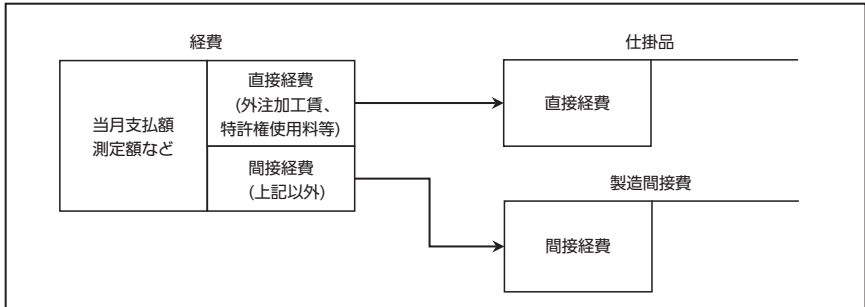 経費
当月支払額
測定額など
直接経費
(外注加工賃、
特許権使用料等)
間接経費
(上記以外)
仕掛品
直接経費
製造間接費
間接経費